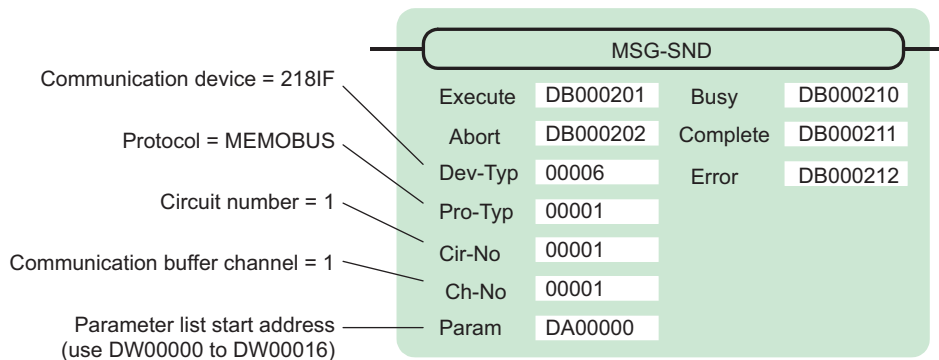 MSG-SND
Communication device = 218IF
Execute DB000201 Busy DB000210
Protocol = MEMOBUS
Abort DB000202 Complete DB000211
Dev-Typ 00006 Error DB000212
Circuit number = 1
Pro-Typ 00001
Cir-No 00001
Communication buffer channel = 1
Ch-No 00001
Parameter list start address
(use DW00000 to DW00016)
Param DA00000